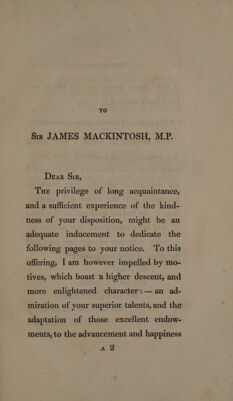 TO
SIR JAMES MACKINTOSH, M.P.
DEAR SIR,
THE privilege of long acquaintance,
and a sufficient experience of the kind-
ness of your disposition, might be an
adequate inducement to dedicate the
following pages to your notice. To this
offering, I am however impelled by mo-
tives, which boast a higher descent, and
more enlightened character: — an ad-
miration of your superior talents, and the
adaptation of those excellent endow-
ments, to the advancement and happiness
A 2